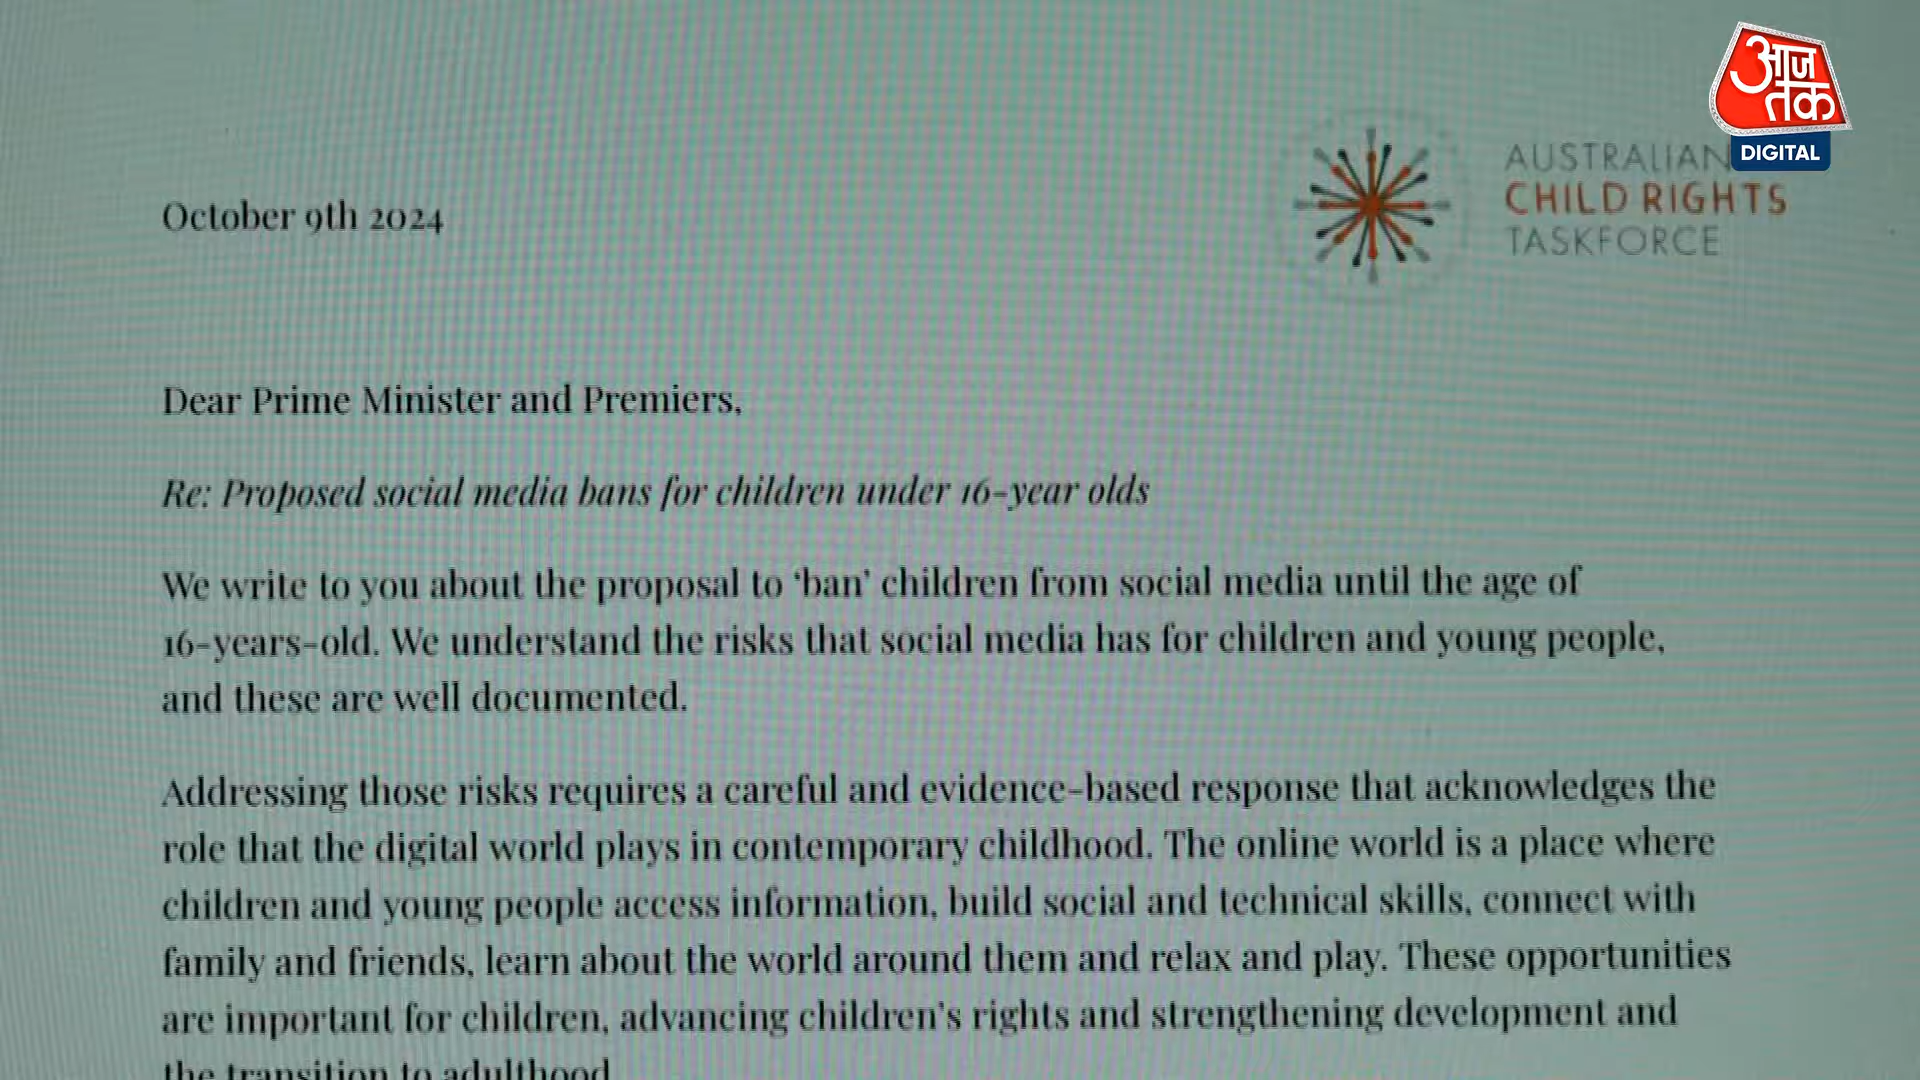 आज
तक
DIGITAL
AUSTRALIAN
CHILD RIGHTS
TASKFORCE
October 9th 2024
Dear Prime Minister and Premiers,
Re: Proposed social media bans for children under 16-year olds
We write to you about the proposal to ‘ban’ children from social media until the age of
16-years-old. We understand the risks that social media has for children and young people,
and these are well documented.
Addressing those risks requires a careful and evidence-based response that acknowledges the
role that the digital world plays in contemporary childhood. The online world is a place where
children and young people access information, build social and technical skills, connect with
family and friends, learn about the world around them and relax and play. These opportunities
are important for children, advancing children’s rights and strengthening development and
the transition to adulthood